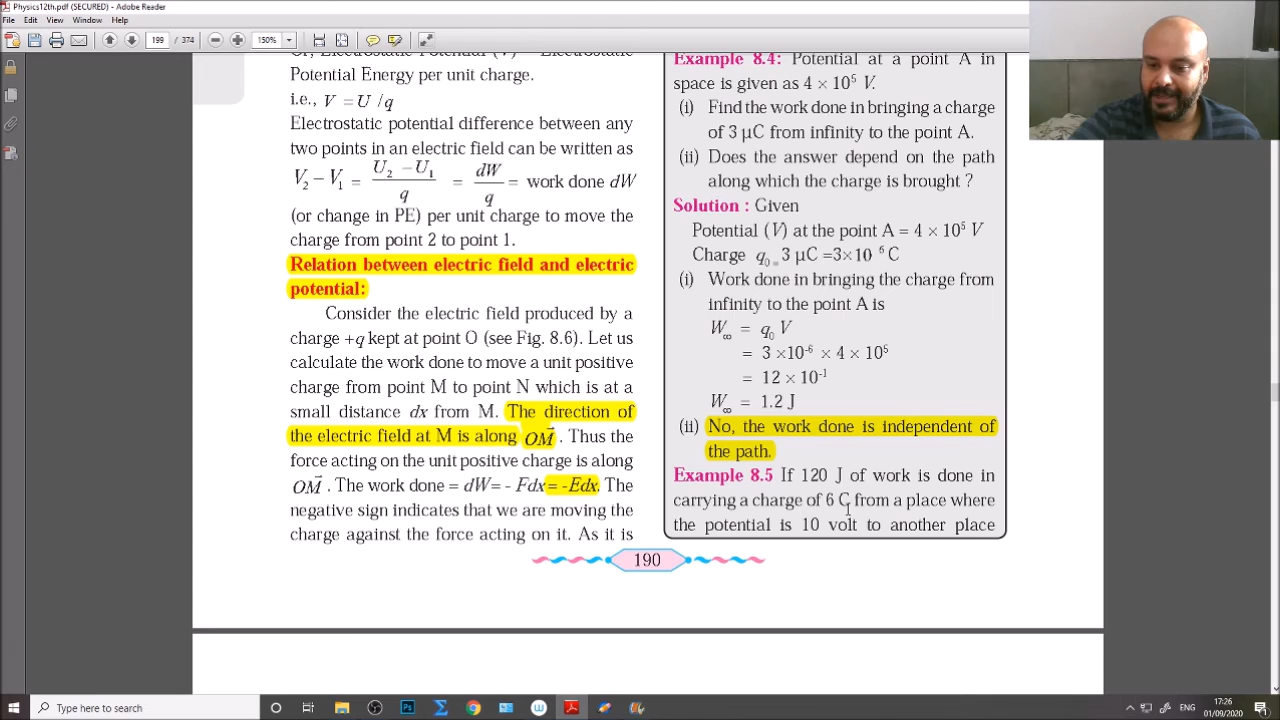 Physics12th.pdf (SECURED) - Adobe Reader
File Edit View Window Help
199 / 374
150%
Potential Energy per unit charge.
i.e., V = U / q
Electrostatic potential difference between any
two points in an electric field can be written as
V₂ – V₁ = (U₂ – U₁)/q = dW/q = work done dW
(or change in PE) per unit charge to move the
charge from point 2 to point 1.
Relation between electric field and electric
potential:
Consider the electric field produced by a
charge +q kept at point O (see Fig. 8.6). Let us
calculate the work done to move a unit positive
charge from point M to point N which is at a
small distance dx from M. The direction of
the electric field at M is along OM⃗ . Thus the
force acting on the unit positive charge is along
OM⃗ . The work done = dW= - Fdx= -Edx. The
negative sign indicates that we are moving the
charge against the force acting on it. As it is
Example 8.4: Potential at a point A in
space is given as 4 × 10⁵ V.
(i) Find the work done in bringing a charge
of 3 µC from infinity to the point A.
(ii) Does the answer depend on the path
along which the charge is brought ?
Solution : Given
Potential (V) at the point A = 4 × 10⁵ V
Charge q₀ = 3 µC =3×10 ⁶ C
(i) Work done in bringing the charge from
infinity to the point A is
W∞ = q₀ V
= 3 ×10⁻⁶ × 4 × 10⁵
= 12 × 10⁻¹
W∞ = 1.2 J
(ii) No, the work done is independent of
the path.
Example 8.5 If 120 J of work is done in
carrying a charge of 6 C from a place where
the potential is 10 volt to another place
190
Type here to search
ENG
17:26
01/09/2020